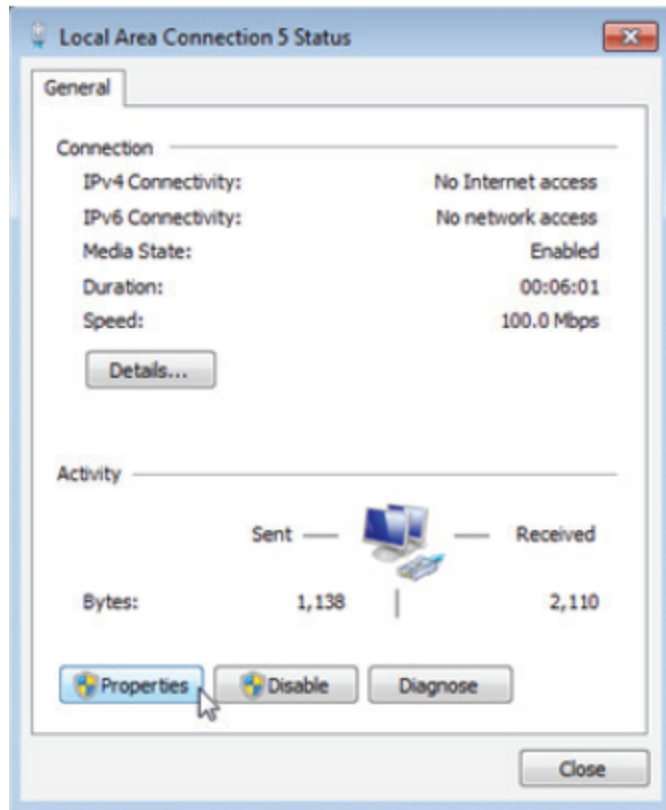 Local Area Connection 5 Status
General
Connection
IPv4 Connectivity: No Internet access
IPv6 Connectivity: No network access
Media State: Enabled
Duration: 00:06:01
Speed: 100.0 Mbps
Details...
Activity
Sent Received
Bytes: 1,138 2,110
Properties Disable Diagnose
Close